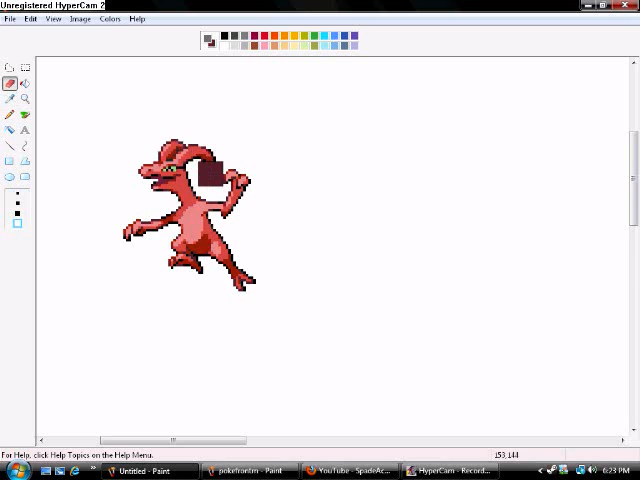 Unregistered HyperCam 2
File Edit View Image Colors Help
A
For Help, click Help Topics on the Help Menu.
153,144
Untitled - Paint
pokefrontm - Paint
YouTube - SpadeAc...
HyperCam - Record...
6:23 PM